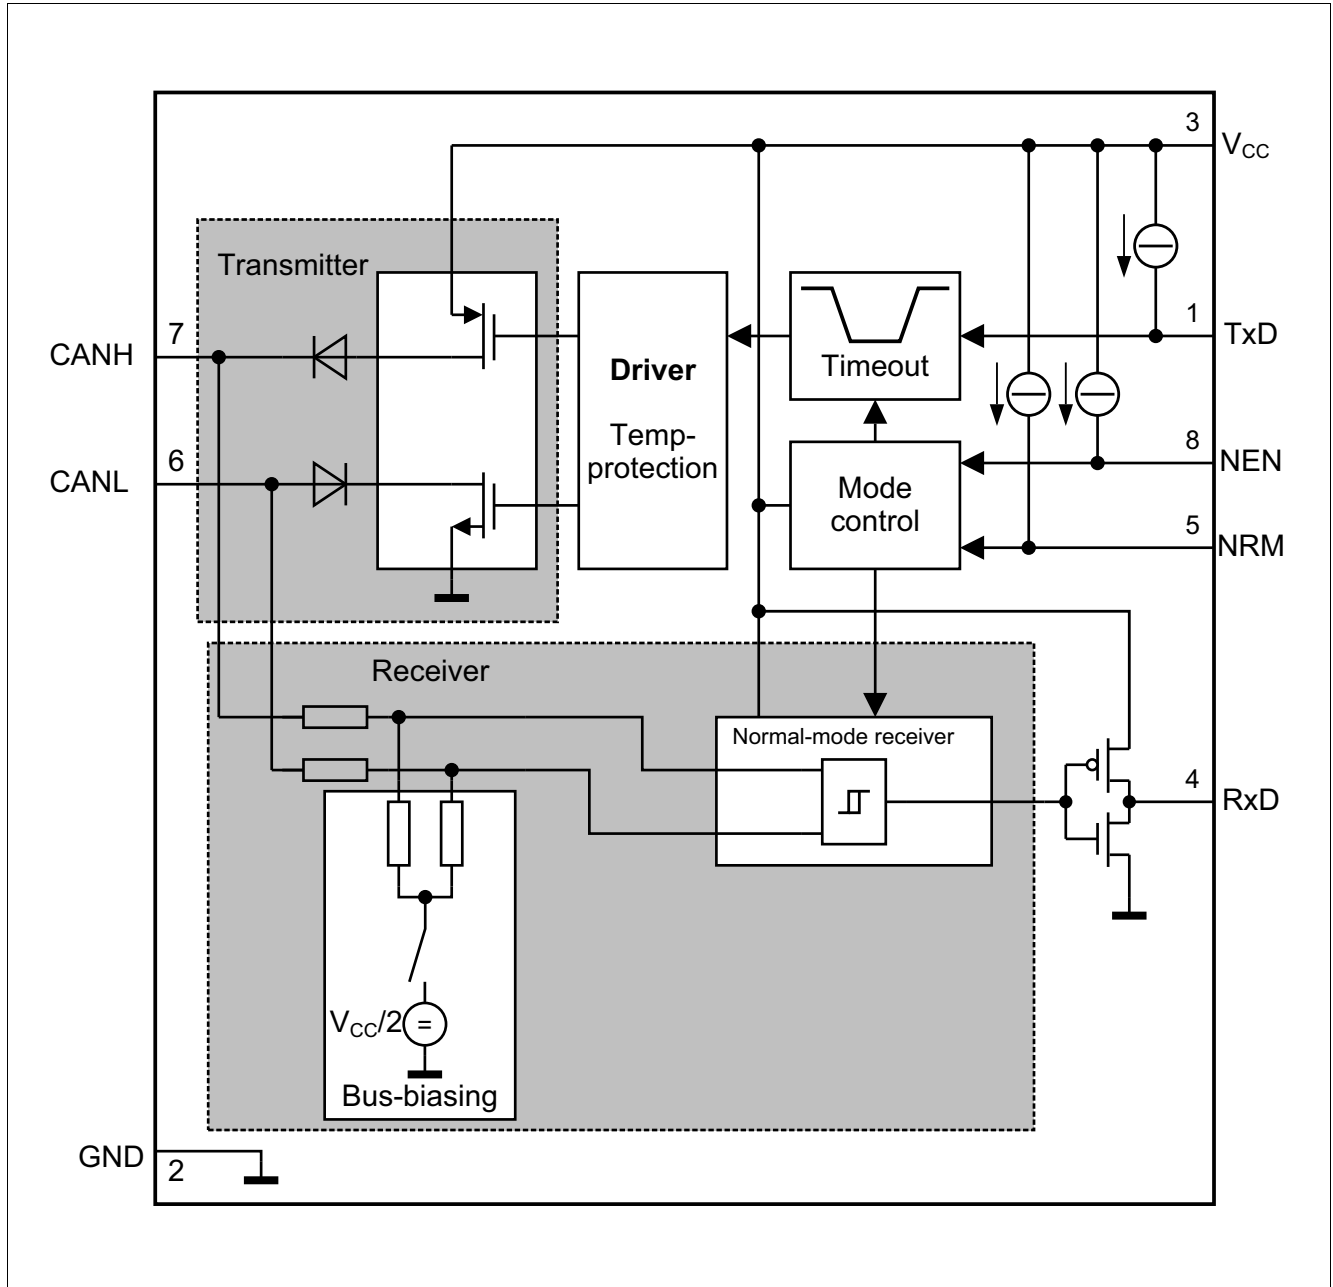 3
VCC
Transmitter
1
TxD
7
CANH
Timeout
Driver
Temp-
protection
6
CANL
8
NEN
Mode
control
5
NRM
Receiver
Normal-mode receiver
4
RxD
VCC/2
=
Bus-biasing
GND
2